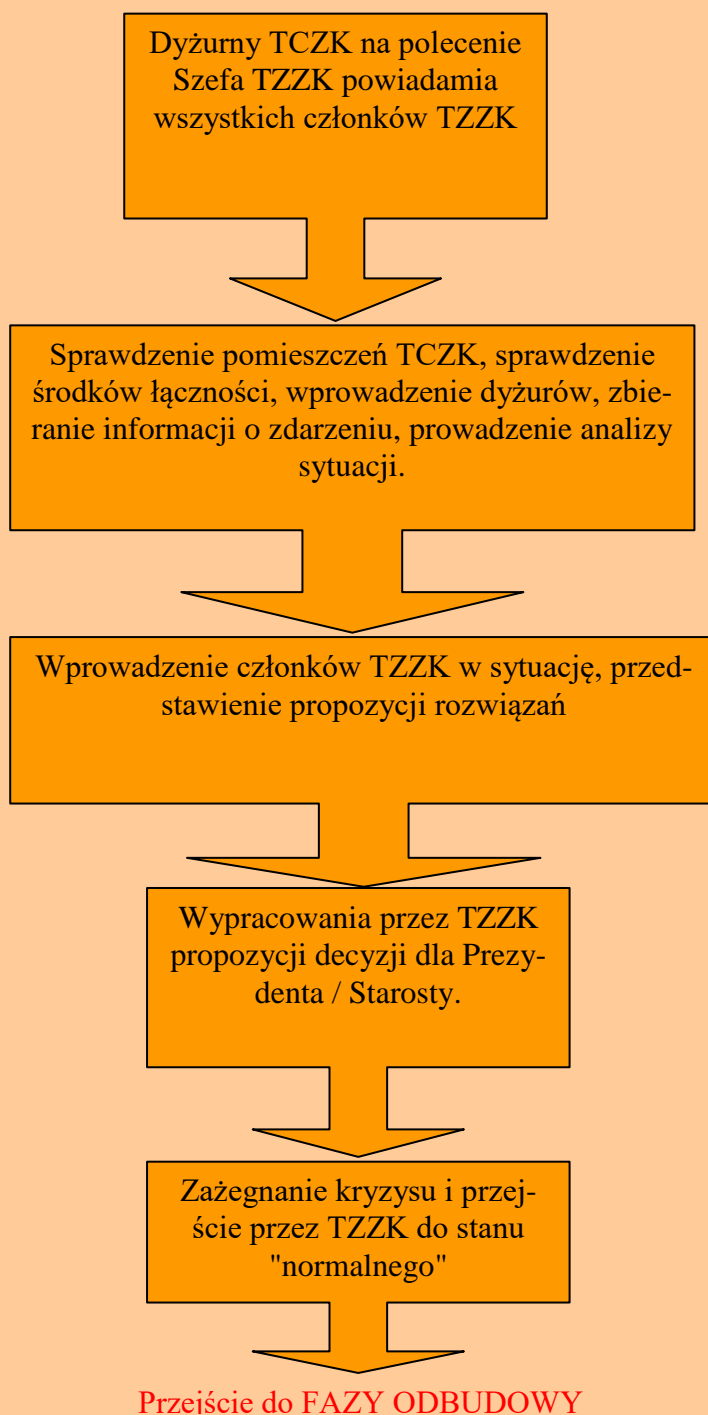 Dyżurny TCZK na polecenie
Szefa TZZK powiadamia
wszystkich członków TZZK
Sprawdzenie pomieszczeń TCZK, sprawdzenie
środków łączności, wprowadzenie dyżurów, zbie-
ranie informacji o zdarzeniu, prowadzenie analizy
sytuacji.
Wprowadzenie członków TZZK w sytuację, przed-
stawienie propozycji rozwiązań
Wypracowania przez TZZK
propozycji decyzji dla Prezy-
denta / Starosty.
Zażegnanie kryzysu i przej-
ście przez TZZK do stanu
"normalnego"
Przejście do FAZY ODBUDOWY